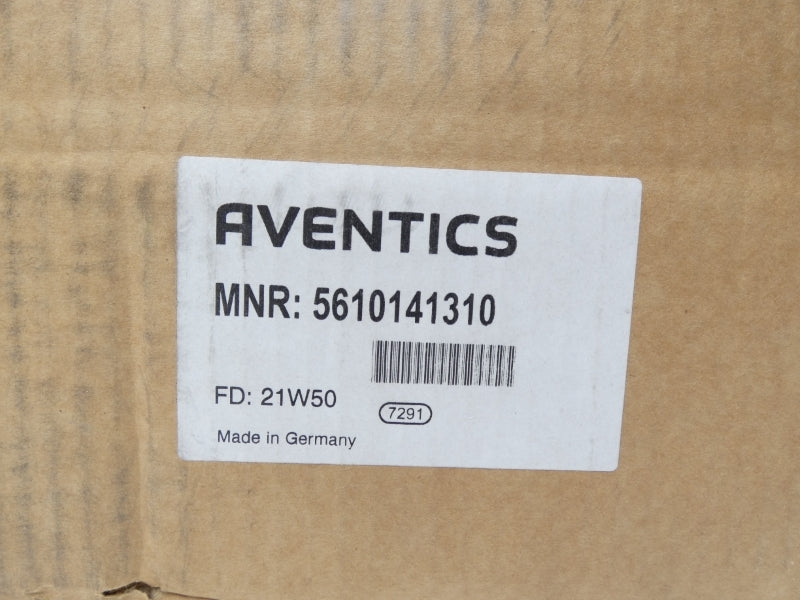 AVENTICS
MNR: 5610141310
FD: 21W50
7291
Made in Germany